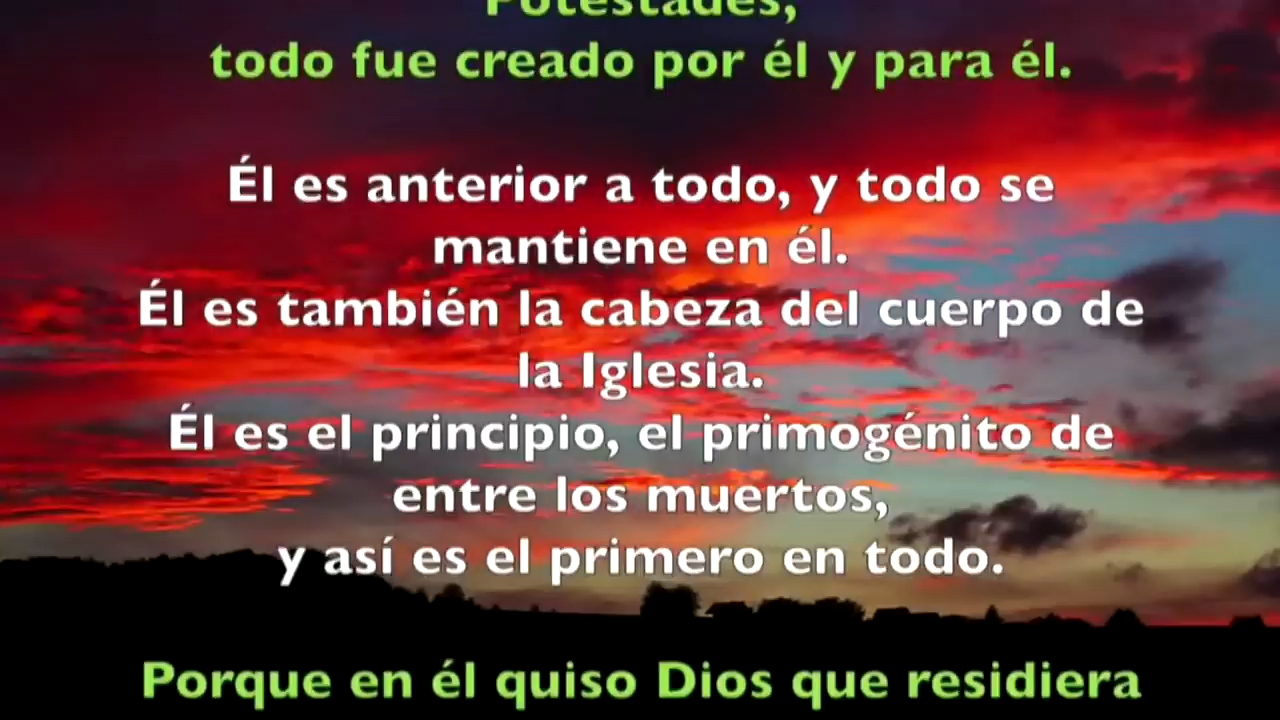 Potestades,
todo fue creado por él y para él.
Él es anterior a todo, y todo se
mantiene en él.
Él es también la cabeza del cuerpo de
la Iglesia.
Él es el principio, el primogénito de
entre los muertos,
y así es el primero en todo.
Porque en él quiso Dios que residiera